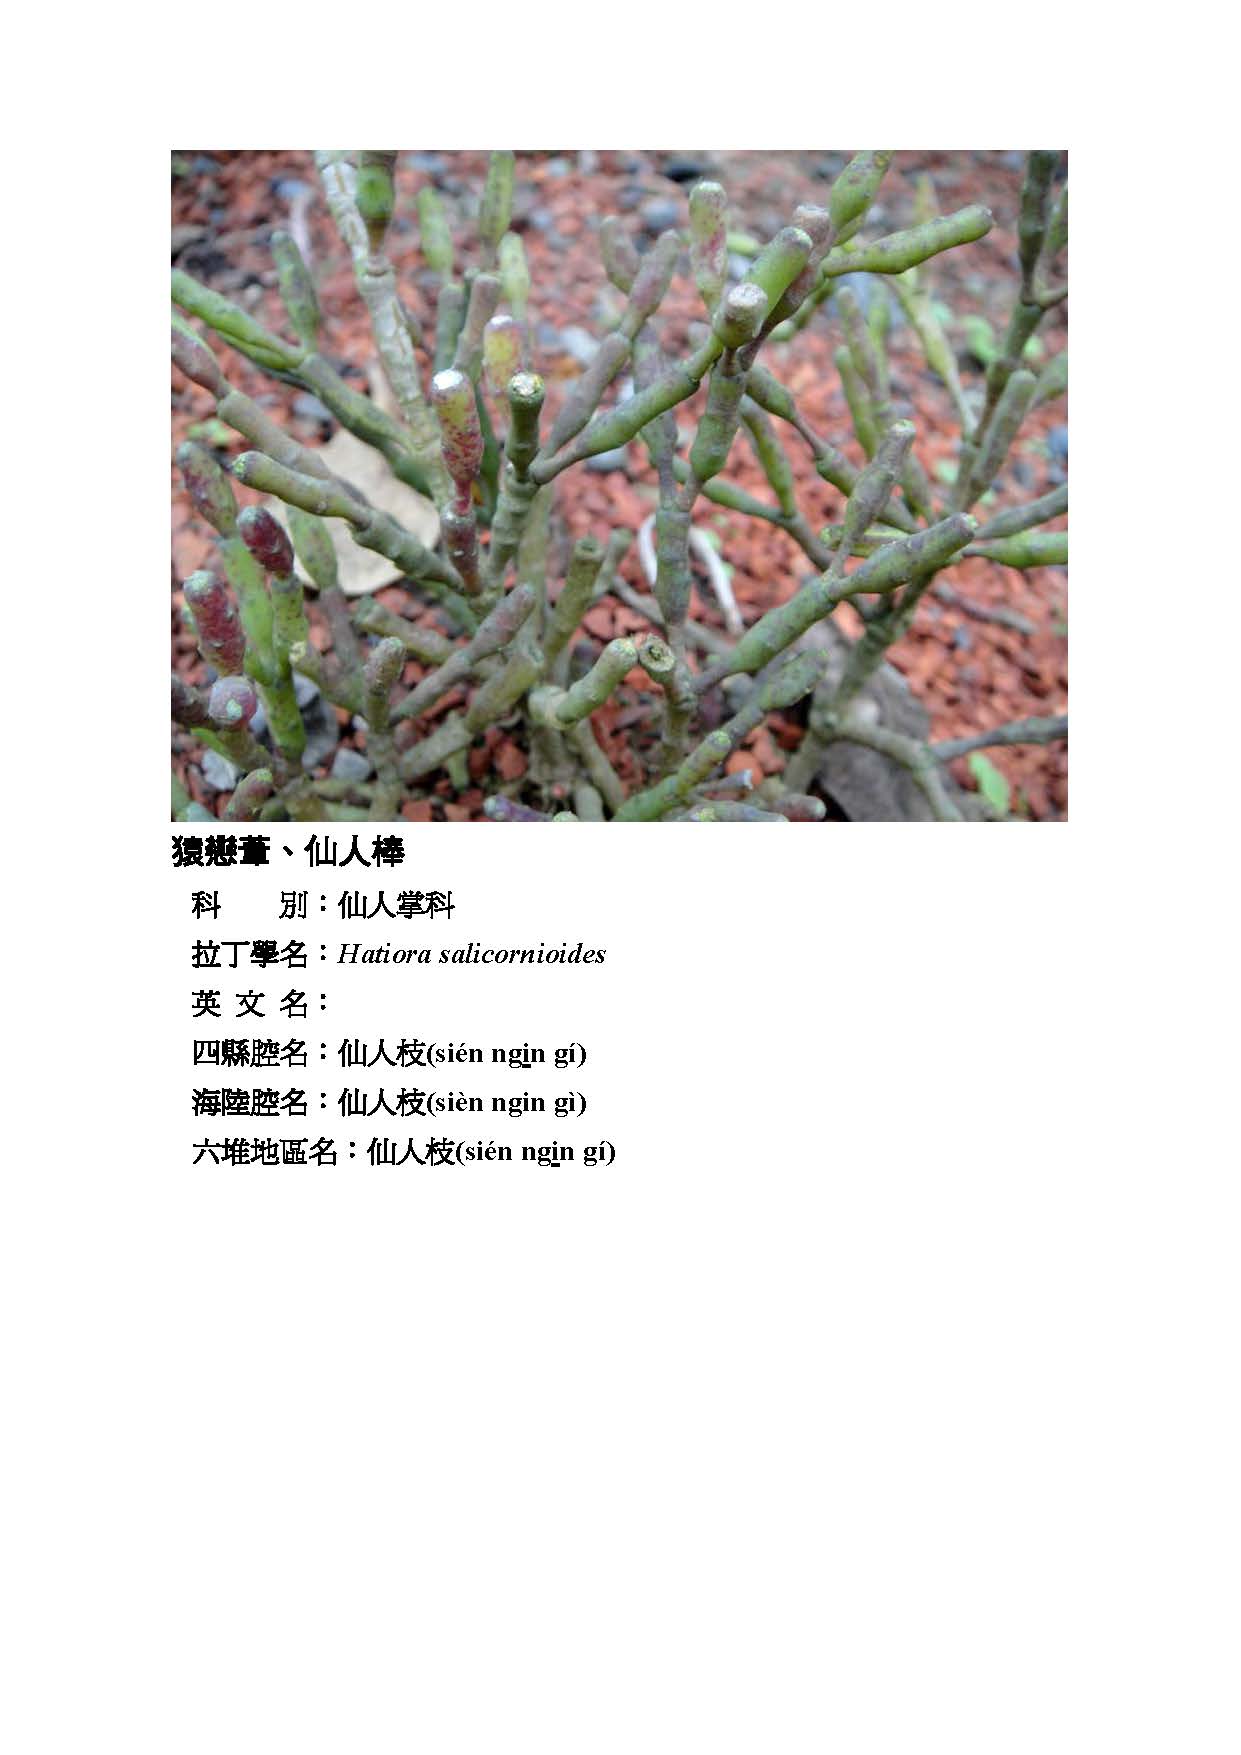 猿戀葦、仙人棒
科　　別：仙人掌科
拉丁學名：Hatiora salicornioides
英 文 名：
四縣腔名：仙人枝(sién ngi̲n gí)
海陸腔名：仙人枝(sièn ngin gì)
六堆地區名：仙人枝(sién ngi̲n gí)